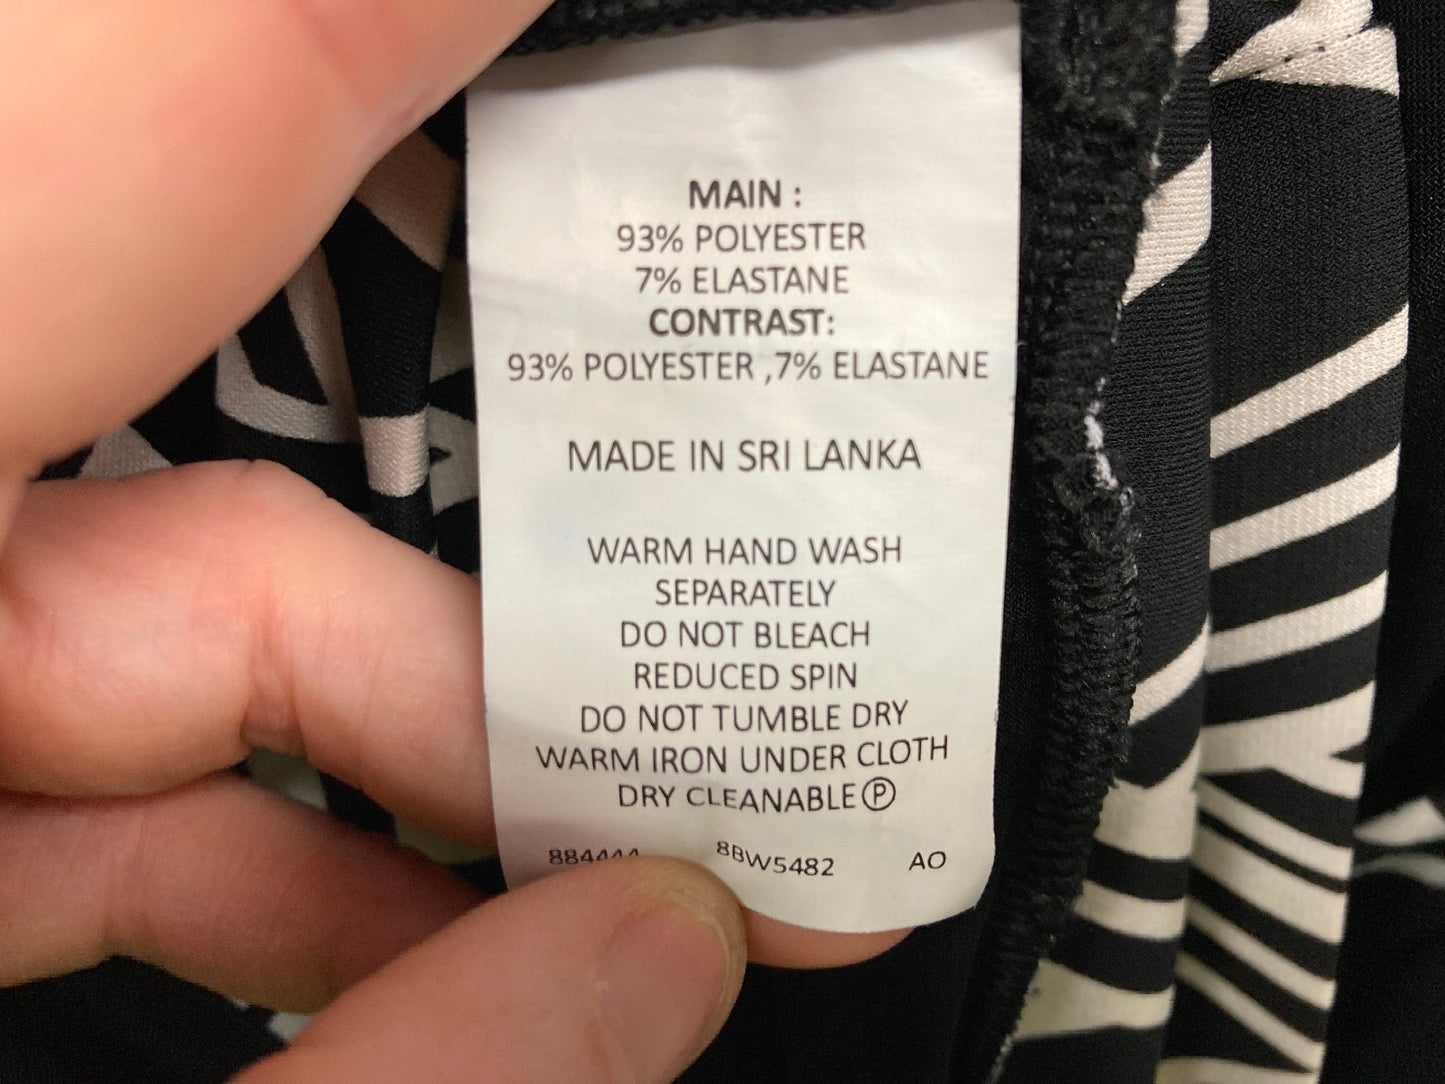 MAIN :
93% POLYESTER
7% ELASTANE
CONTRAST:
93% POLYESTER ,7% ELASTANE
MADE IN SRI LANKA
WARM HAND WASH
SEPARATELY
DO NOT BLEACH
REDUCED SPIN
DO NOT TUMBLE DRY
WARM IRON UNDER CLOTH
DRY CLEANABLE Ⓟ
8BW5482 AO